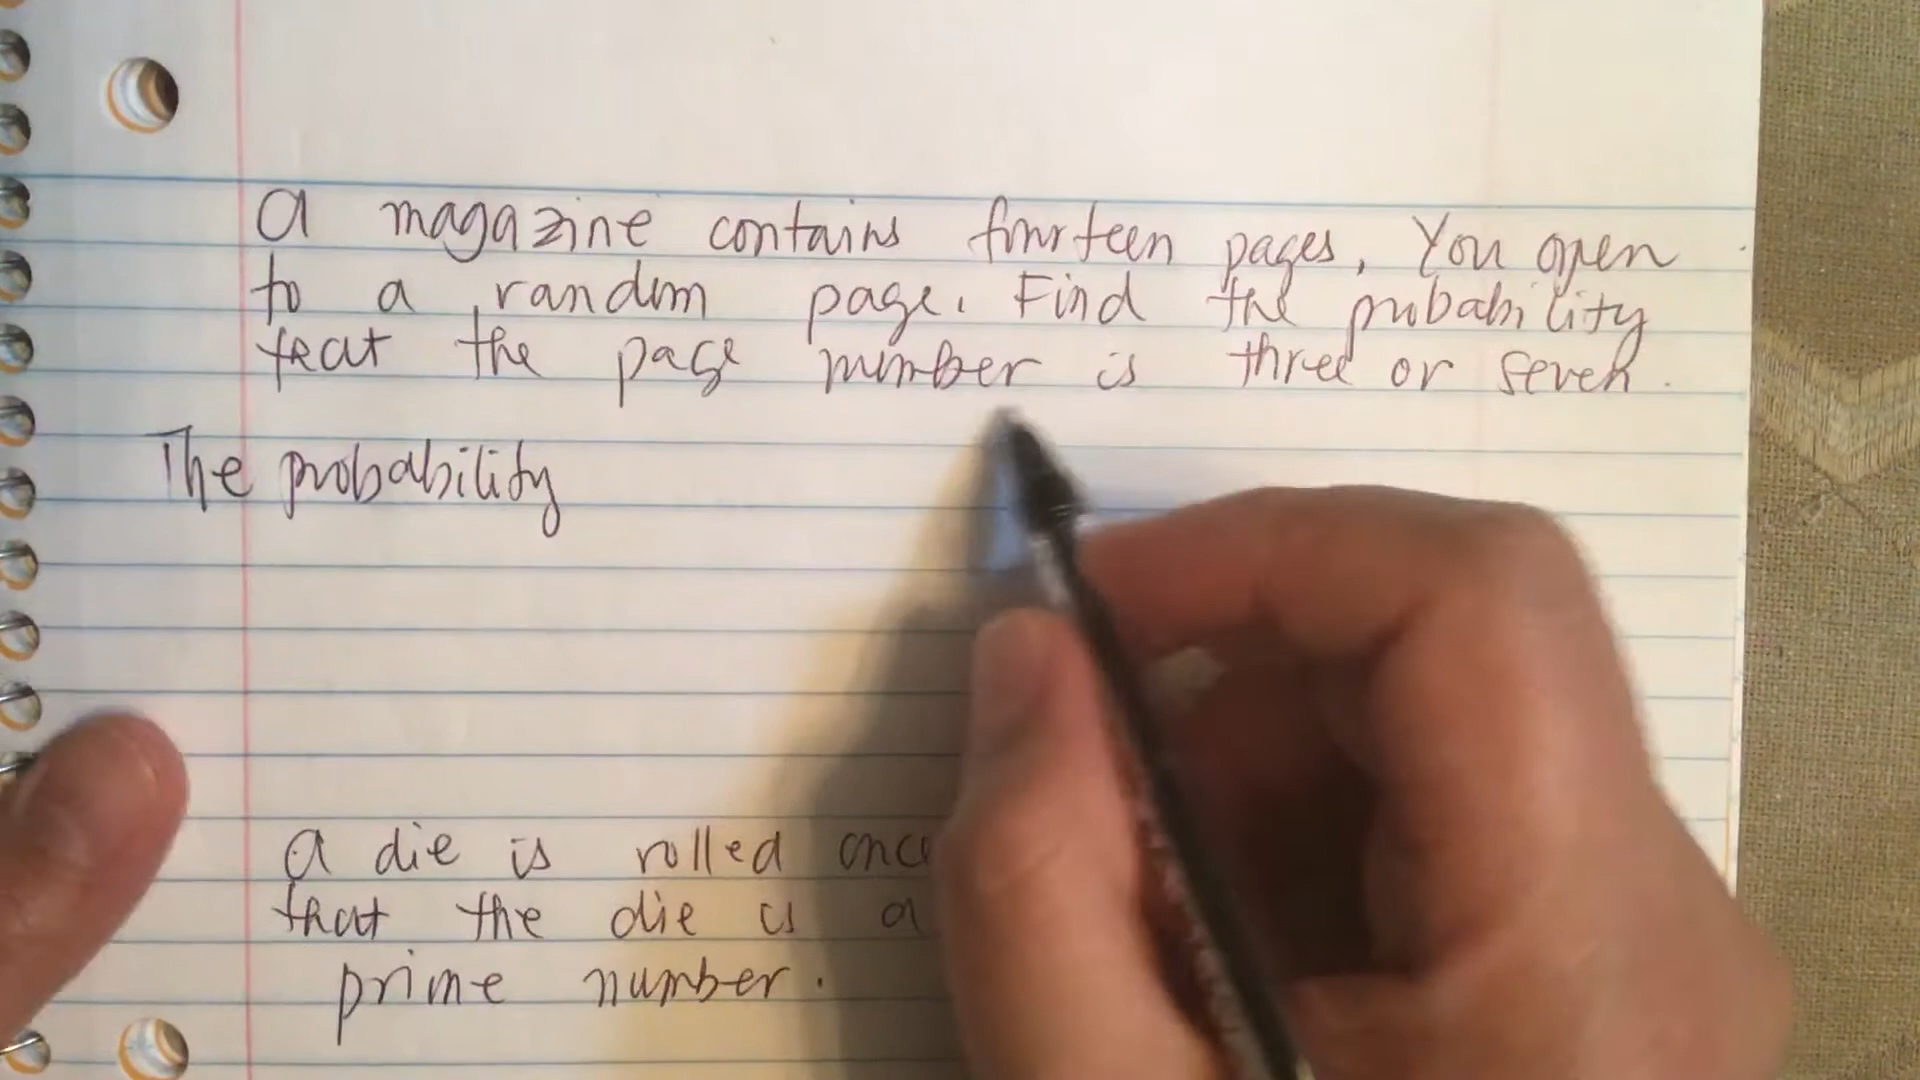 A magazine contains fourteen pages. You open
to a random page. Find the probability
that the page number is three or seven.
The probability
A die is rolled once
that the die is a
prime number.